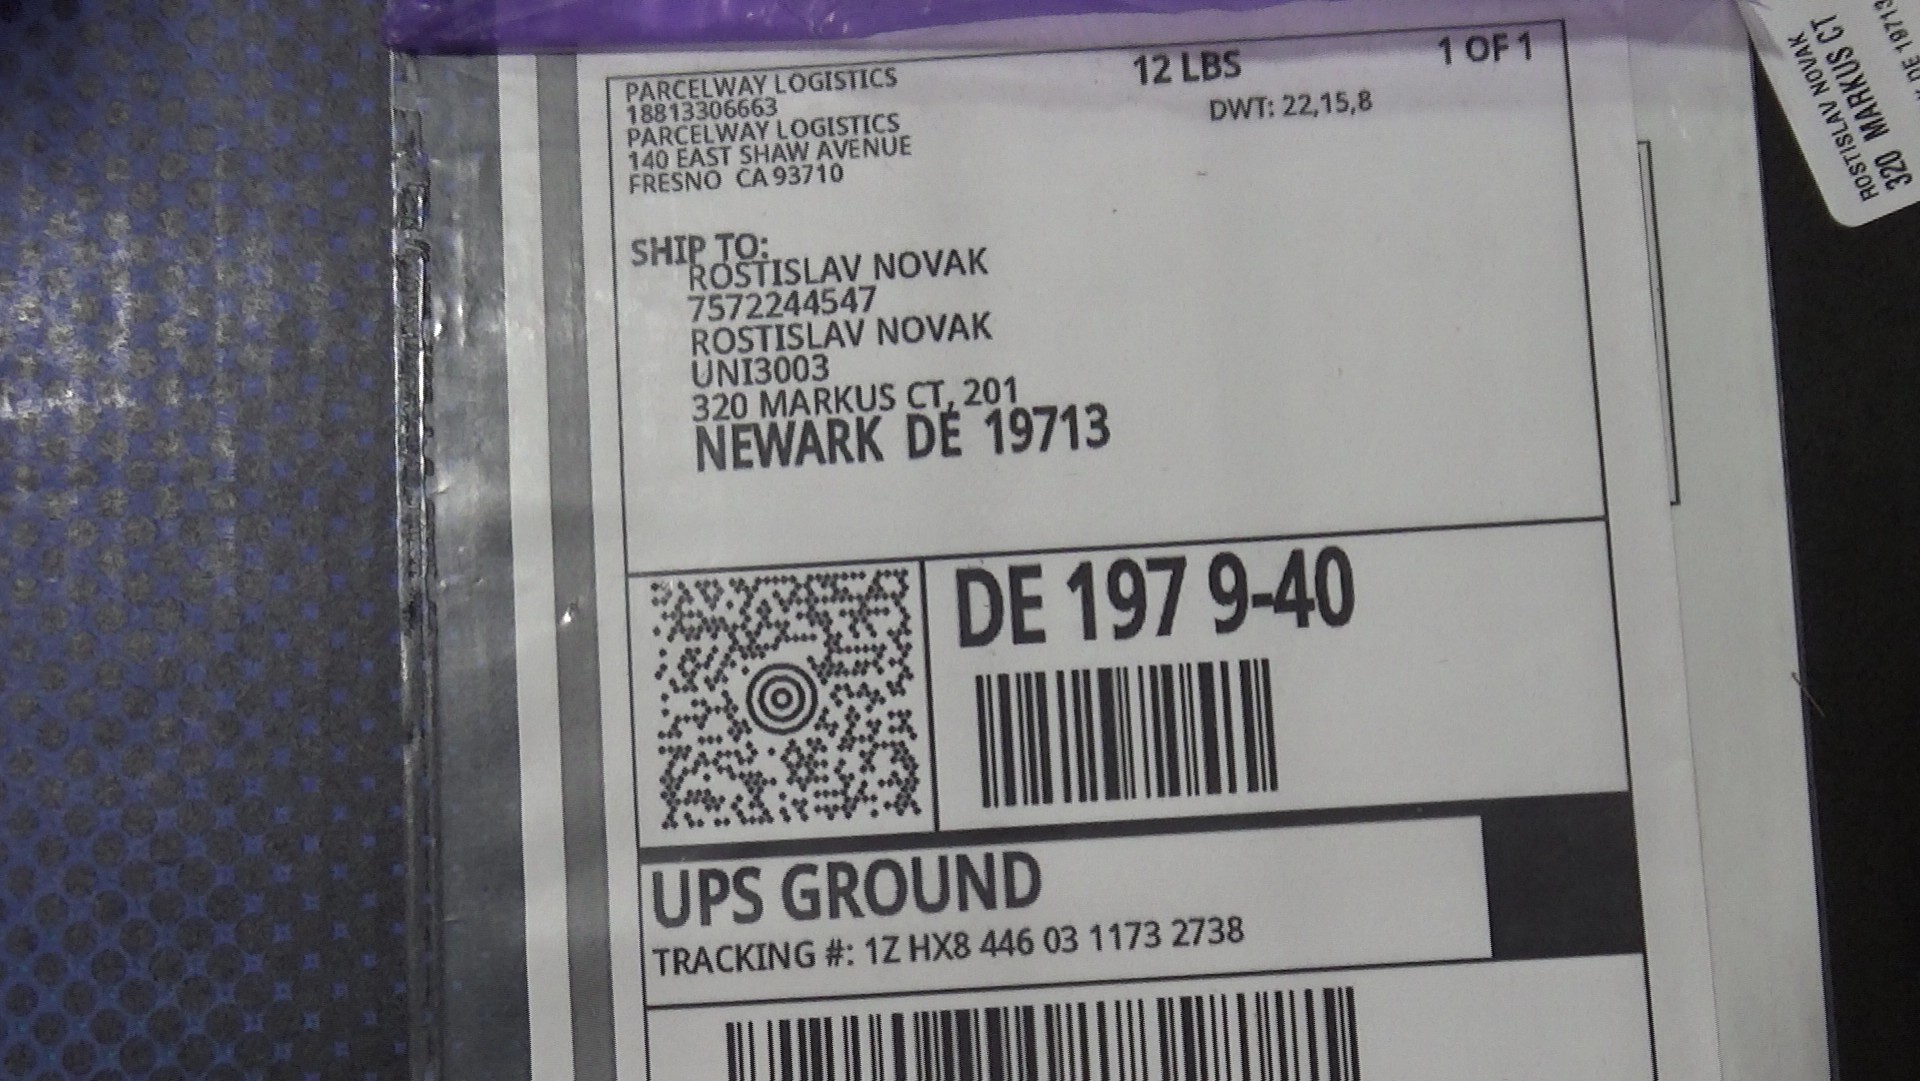 PARCELWAY LOGISTICS
18813306663
PARCELWAY LOGISTICS
140 EAST SHAW AVENUE
FRESNO CA 93710
12 LBS
1 OF 1
DWT: 22,15,8
SHIP TO:
ROSTISLAV NOVAK
7572244547
ROSTISLAV NOVAK
UNI3003
320 MARKUS CT, 201
NEWARK DE 19713
DE 197 9-40
UPS GROUND
TRACKING #: 1Z HX8 446 03 1173 2738
ROSTISLAV NOVAK
320 MARKUS CT
DE 19713